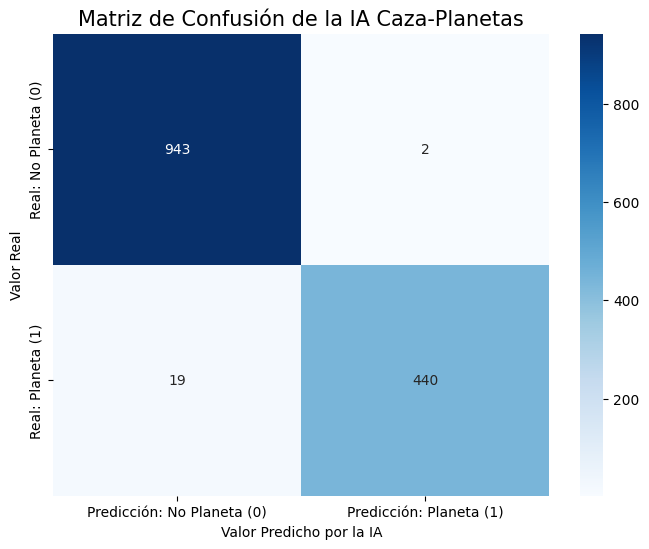 Matriz de Confusión de la IA Caza-Planetas
Real: No Planeta (0)
943
2
800
600
Valor Real
400
Real: Planeta (1)
19
440
200
Predicción: No Planeta (0)
Predicción: Planeta (1)
Valor Predicho por la IA